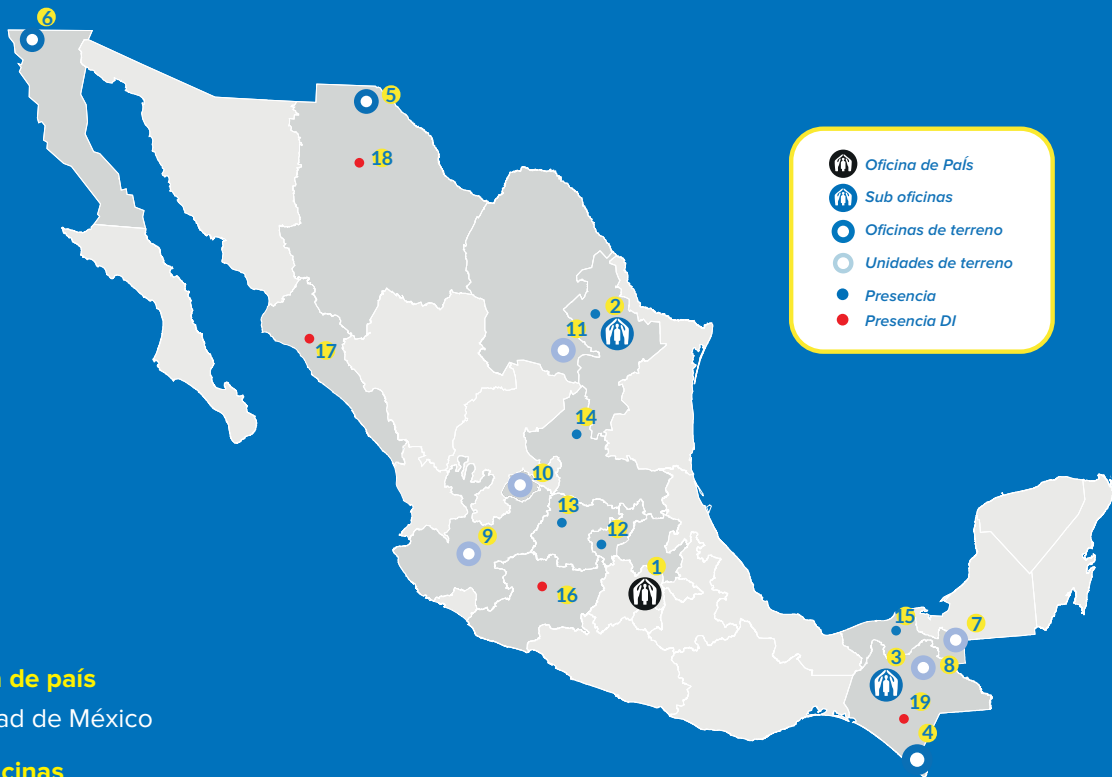 6
5
18
Oficina de País
Sub oficinas
Oficinas de terreno
Unidades de terreno
Presencia
Presencia DI
2
11
17
14
10
13
12
9
1
16
15
7
3
8
19
4
de país
ad de México
cinas